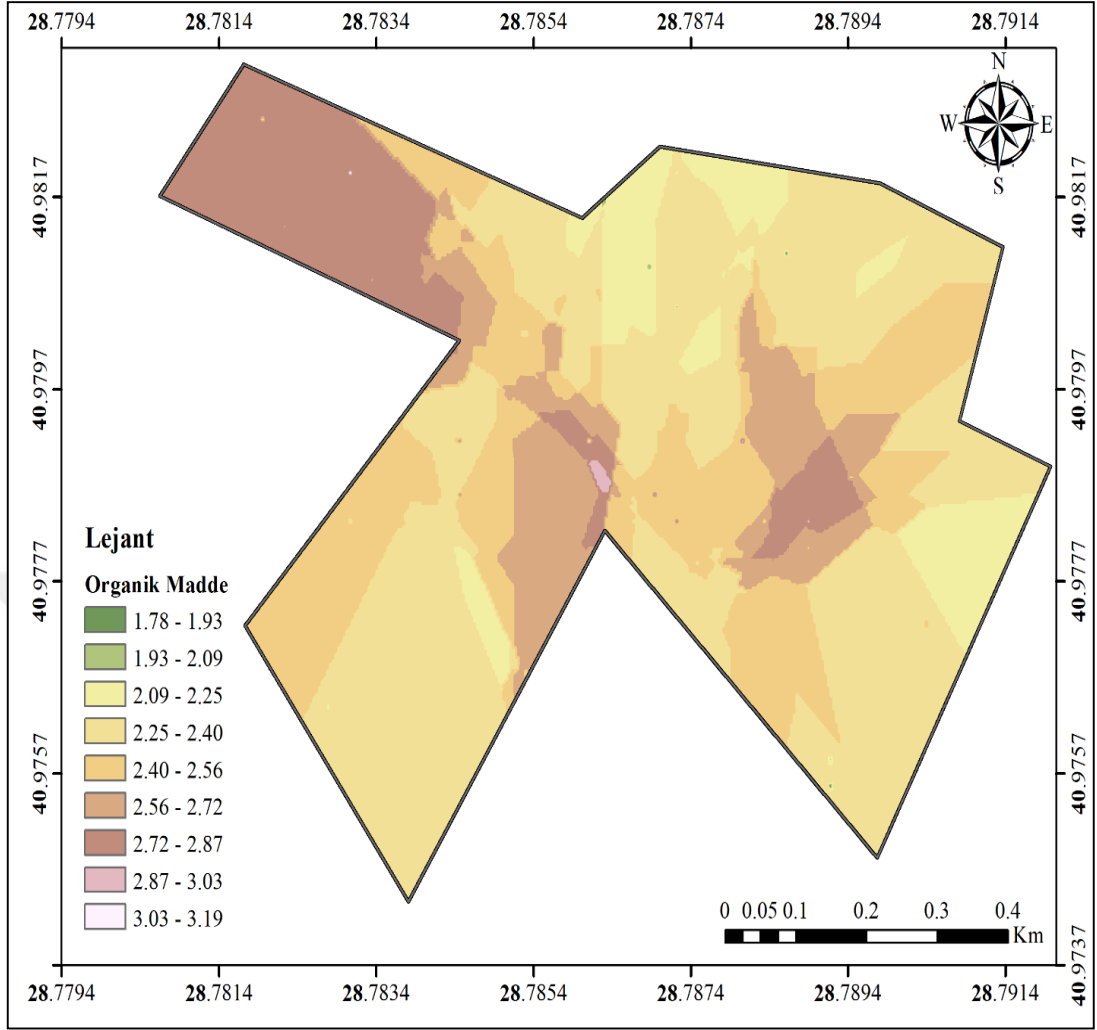 28.7794 28.7814 28.7834 28.7854 28.7874 28.7894 28.7914
N
W E
S
40.9817 40.9817
40.9797 40.9797
40.9777 40.9777
40.9757 40.9757
40.9737
Lejant
Organik Madde
1.78 - 1.93
1.93 - 2.09
2.09 - 2.25
2.25 - 2.40
2.40 - 2.56
2.56 - 2.72
2.72 - 2.87
2.87 - 3.03
3.03 - 3.19
0 0.05 0.1 0.2 0.3 0.4
Km
28.7794 28.7814 28.7834 28.7854 28.7874 28.7894 28.7914